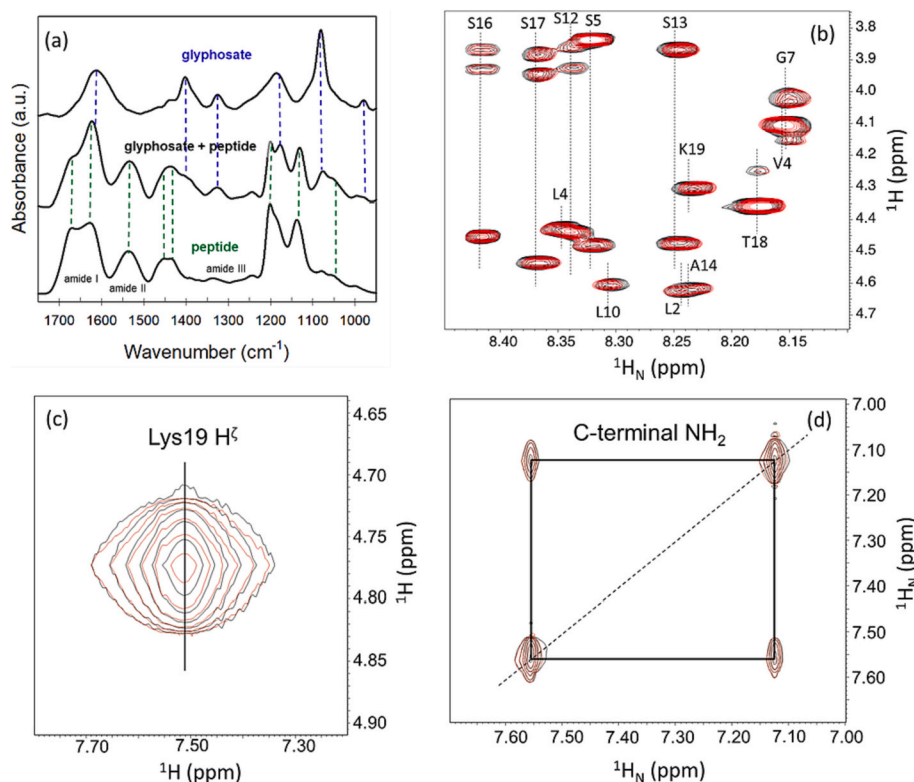 (a)
glyphosate
glyphosate + peptide
peptide
amide I
amide II
amide III
Absorbance (a.u.)
1700 1600 1500 1400 1300 1200 1100 1000
Wavenumber (cm⁻¹)
(b)
S16 S17 S12 S5 S13
G7
K19
V4
L4
T18
A14
L10
L2
3.8
3.9
4.0
4.1
4.2
4.3
4.4
4.5
4.6
4.7
¹H (ppm)
8.40 8.35 8.30 8.25 8.20 8.15
¹H_N (ppm)
(c)
Lys19 H^ζ
4.65
4.70
4.75
4.80
4.85
4.90
¹H (ppm)
7.70 7.50 7.30
¹H (ppm)
(d)
C-terminal NH₂
7.00
7.10
7.20
7.30
7.40
7.50
7.60
¹H_N (ppm)
7.60 7.50 7.40 7.30 7.20 7.10 7.00
¹H_N (ppm)